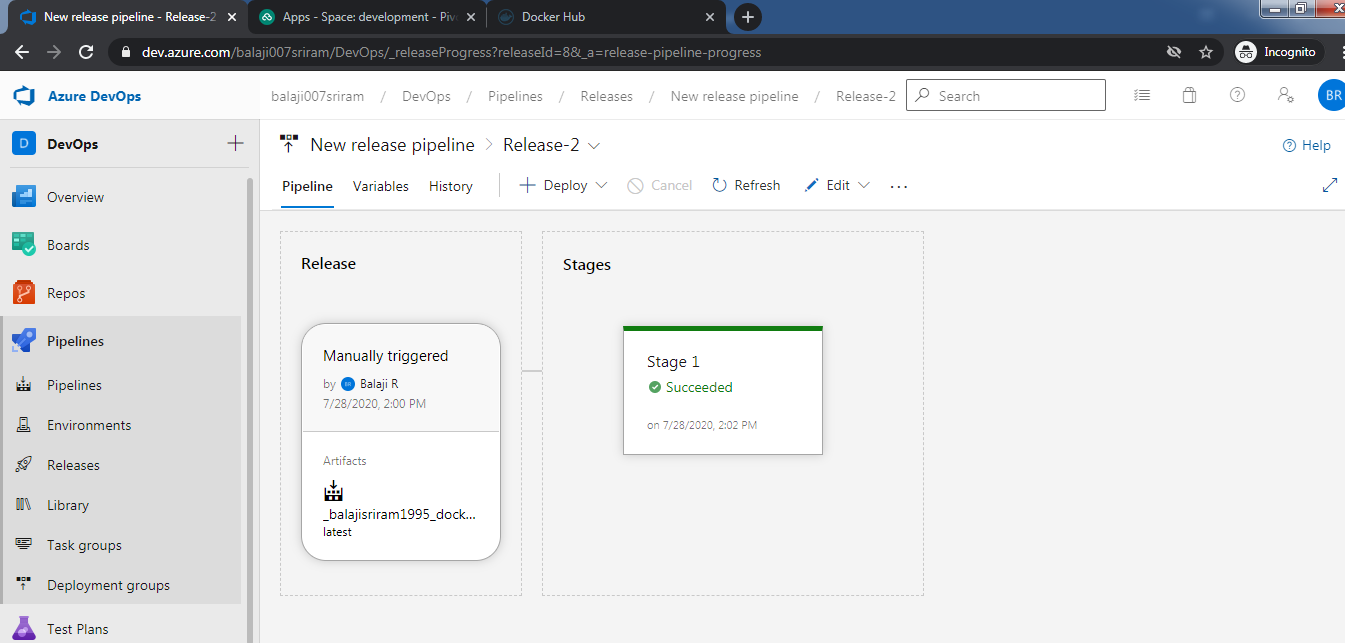 New release pipeline - Release-2
Apps - Space: development - Piv
Docker Hub
dev.azure.com/balaji007sriram/DevOps/_releaseProgress?releaseId=8&_a=release-pipeline-progress
Incognito
Azure DevOps
balaji007sriram / DevOps / Pipelines / Releases / New release pipeline / Release-2
Search
BR
D DevOps
New release pipeline > Release-2
Help
Pipeline Variables History Deploy Cancel Refresh Edit ...
Overview
Boards
Repos
Pipelines
Pipelines
Environments
Releases
Library
Task groups
Deployment groups
Test Plans
Release
Manually triggered
by BR Balaji R
7/28/2020, 2:00 PM
Artifacts
_balajisriram1995_dock...
latest
Stages
Stage 1
Succeeded
on 7/28/2020, 2:02 PM